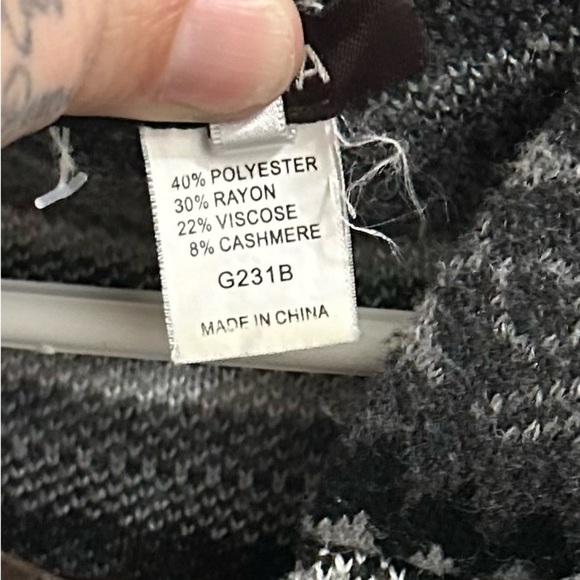 A
40% POLYESTER
30% RAYON
22% VISCOSE
8% CASHMERE
G231B
MADE IN CHINA